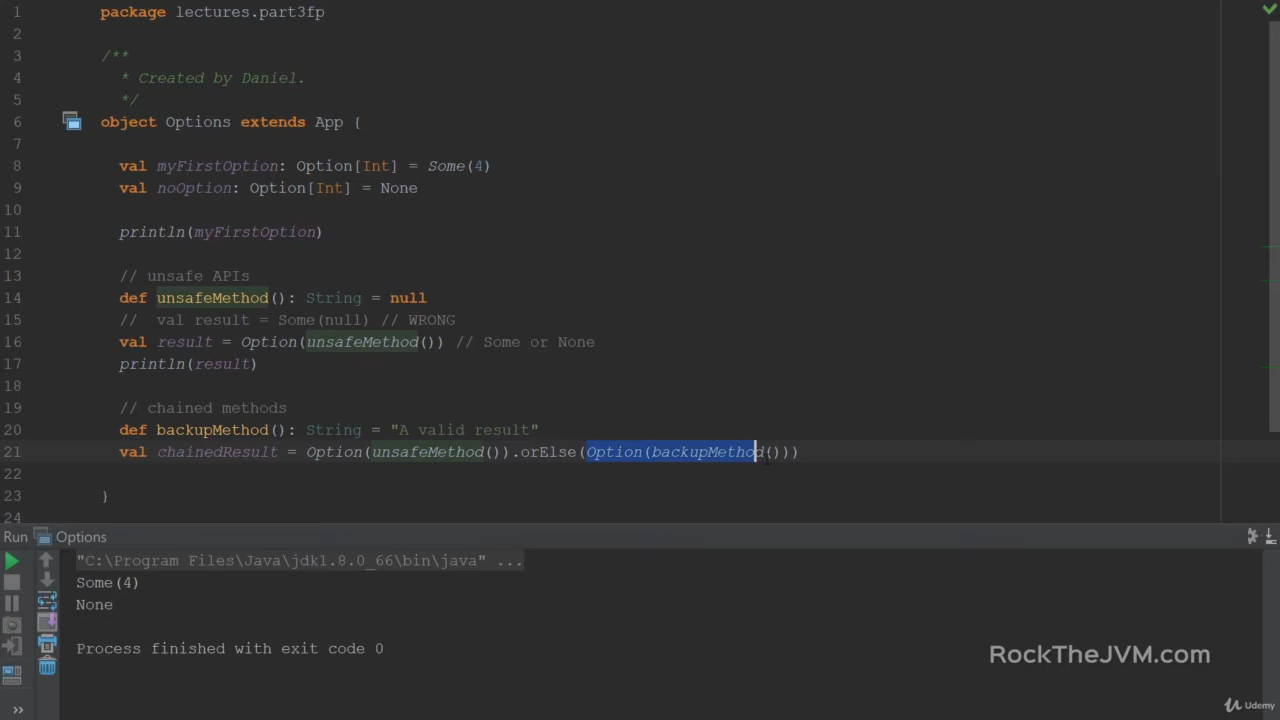 1 package lectures.part3fp
2
3 /**
4 * Created by Daniel.
5 */
6 object Options extends App {
7
8 val myFirstOption: Option[Int] = Some(4)
9 val noOption: Option[Int] = None
10
11 println(myFirstOption)
12
13 // unsafe APIs
14 def unsafeMethod(): String = null
15 // val result = Some(null) // WRONG
16 val result = Option(unsafeMethod()) // Some or None
17 println(result)
18
19 // chained methods
20 def backupMethod(): String = "A valid result"
21 val chainedResult = Option(unsafeMethod()).orElse(Option(backupMethod()))
22
23 }
24
Run Options
"C:\Program Files\Java\jdk1.8.0_66\bin\java" ...
Some(4)
None
Process finished with exit code 0
RockTheJVM.com
Udemy